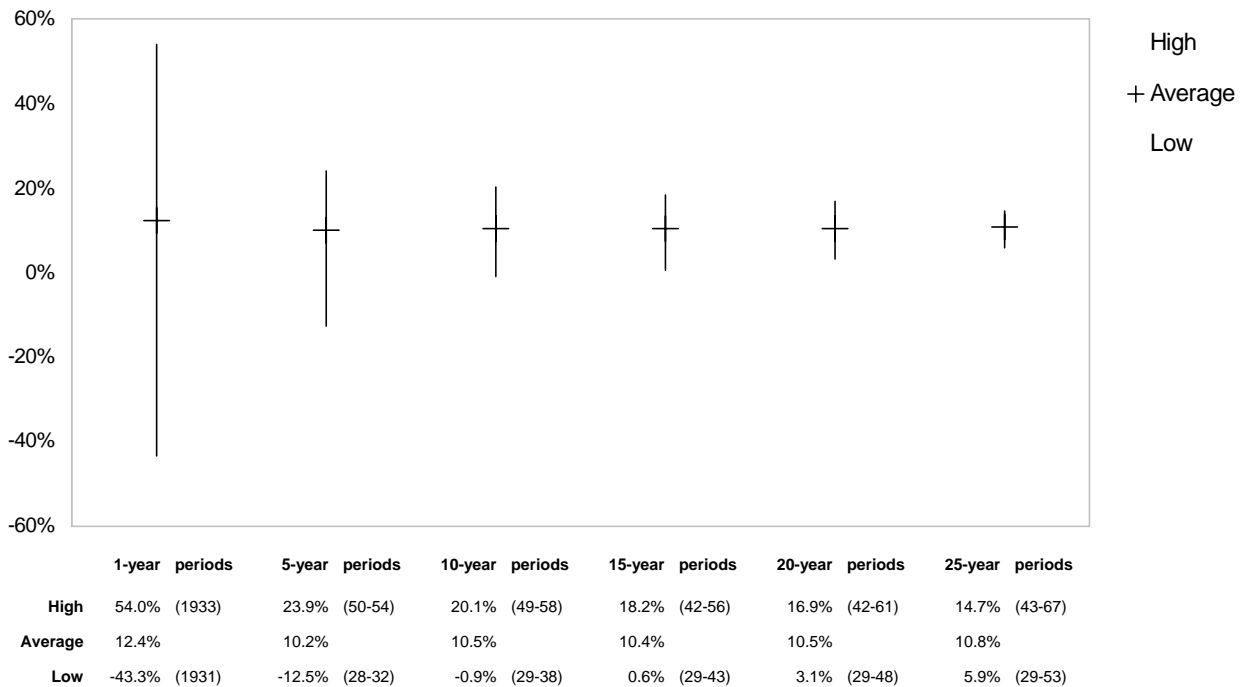 60%
40%
20%
0%
-20%
-40%
-60%
High
Average
Low
1-year periods 5-year periods 10-year periods 15-year periods 20-year periods 25-year periods
High 54.0% (1933) 23.9% (50-54) 20.1% (49-58) 18.2% (42-56) 16.9% (42-61) 14.7% (43-67)
Average 12.4% 10.2% 10.5% 10.4% 10.5% 10.8%
Low -43.3% (1931) -12.5% (28-32) -0.9% (29-38) 0.6% (29-43) 3.1% (29-48) 5.9% (29-53)